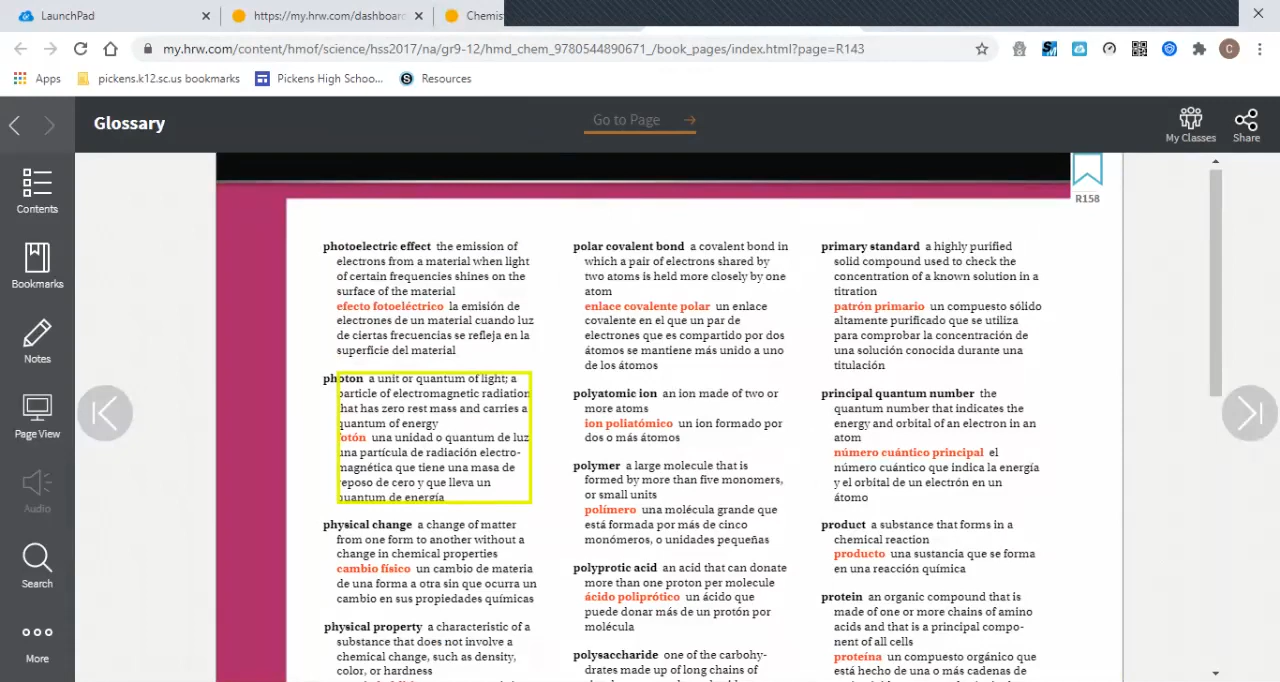 LaunchPad
https://my.hrw.com/dashboard
Chemist
my.hrw.com/content/hmof/science/hss2017/na/gr9-12/hmd_chem_9780544890671_/book_pages/index.html?page=R143
C
Apps
pickens.k12.sc.us bookmarks
Pickens High Schoo...
Resources
Glossary
Go to Page
My Classes
Share
Contents
Bookmarks
Notes
Page View
Audio
Search
More
R158
photoelectric effect the emission of
electrons from a material when light
of certain frequencies shines on the
surface of the material
efecto fotoeléctrico la emisión de
electrones de un material cuando luz
de ciertas frecuencias se refleja en la
superficie del material
photon a unit or quantum of light; a
particle of electromagnetic radiation
that has zero rest mass and carries a
quantum of energy
fotón una unidad o quantum de luz
una partícula de radiación electro-
magnética que tiene una masa de
reposo de cero y que lleva un
quantum de energía
physical change a change of matter
from one form to another without a
change in chemical properties
cambio físico un cambio de materia
de una forma a otra sin que ocurra un
cambio en sus propiedades químicas
physical property a characteristic of a
substance that does not involve a
chemical change, such as density,
color, or hardness
polar covalent bond a covalent bond in
which a pair of electrons shared by
two atoms is held more closely by one
atom
enlace covalente polar un enlace
covalente en el que un par de
electrones que es compartido por dos
átomos se mantiene más unido a uno
de los átomos
polyatomic ion an ion made of two or
more atoms
ion poliatómico un ion formado por
dos o más átomos
polymer a large molecule that is
formed by more than five monomers,
or small units
polímero una molécula grande que
está formada por más de cinco
monómeros, o unidades pequeñas
polyprotic acid an acid that can donate
more than one proton per molecule
ácido poliprótico un ácido que
puede donar más de un protón por
molécula
polysaccharide one of the carbohy-
drates made up of long chains of
primary standard a highly purified
solid compound used to check the
concentration of a known solution in a
titration
patrón primario un compuesto sólido
altamente purificado que se utiliza
para comprobar la concentración de
una solución conocida durante una
titulación
principal quantum number the
quantum number that indicates the
energy and orbital of an electron in an
atom
número cuántico principal el
número cuántico que indica la energía
y el orbital de un electrón en un
átomo
product a substance that forms in a
chemical reaction
producto una sustancia que se forma
en una reacción química
protein an organic compound that is
made of one or more chains of amino
acids and that is a principal compo-
nent of all cells
proteína un compuesto orgánico que
está hecho de una o más cadenas de